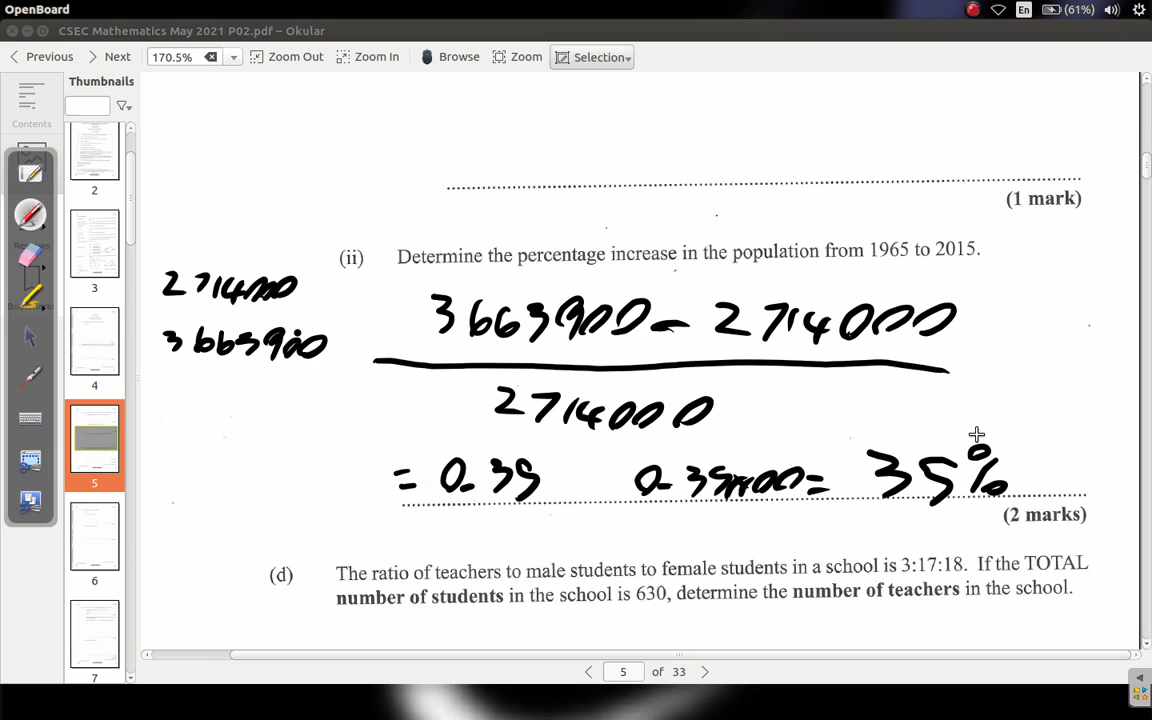 OpenBoard
En (61%)
CSEC Mathematics May 2021 P02.pdf – Okular
Previous Next 170.5% Zoom Out Zoom In Browse Zoom Selection
Thumbnails
Contents
2
3
4
5
6
7
(1 mark)
(ii) Determine the percentage increase in the population from 1965 to 2015.
2714000
3663900
3663900 - 2714000
2714000
= 0.35 0.35×100 = 35%
(2 marks)
(d) The ratio of teachers to male students to female students in a school is 3:17:18. If the TOTAL
number of students in the school is 630, determine the number of teachers in the school.
5 of 33